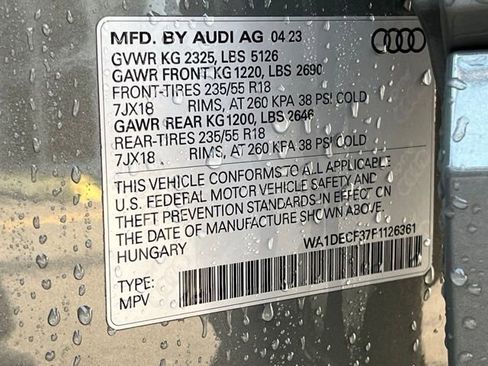 MFD. BY AUDI AG 04 23
GVWR KG 2325, LBS 5126
GAWR FRONT KG 1220, LBS 2690
FRONT-TIRES 235/55 R18
7JX18 RIMS, AT 260 KPA 38 PSI COLD
GAWR REAR KG1200, LBS 2646
REAR-TIRES 235/55 R18
7JX18 RIMS, AT 260 KPA 38 PSI COLD
THIS VEHICLE CONFORMS TO ALL APPLICABLE
U.S. FEDERAL MOTOR VEHICLE SAFETY AND
THEFT PREVENTION STANDARDS IN EFFECT ON
THE DATE OF MANUFACTURE SHOWN ABOVE.
HUNGARY
WA1DECF37F1126361
TYPE:
MPV